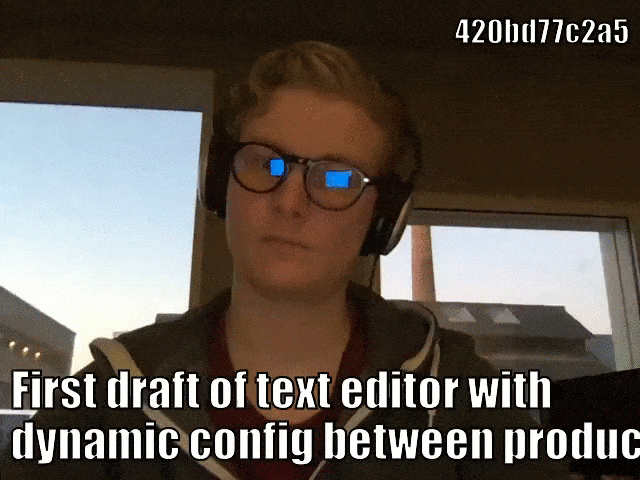 420bd77c2a5
First draft of text editor with
dynamic config between produc